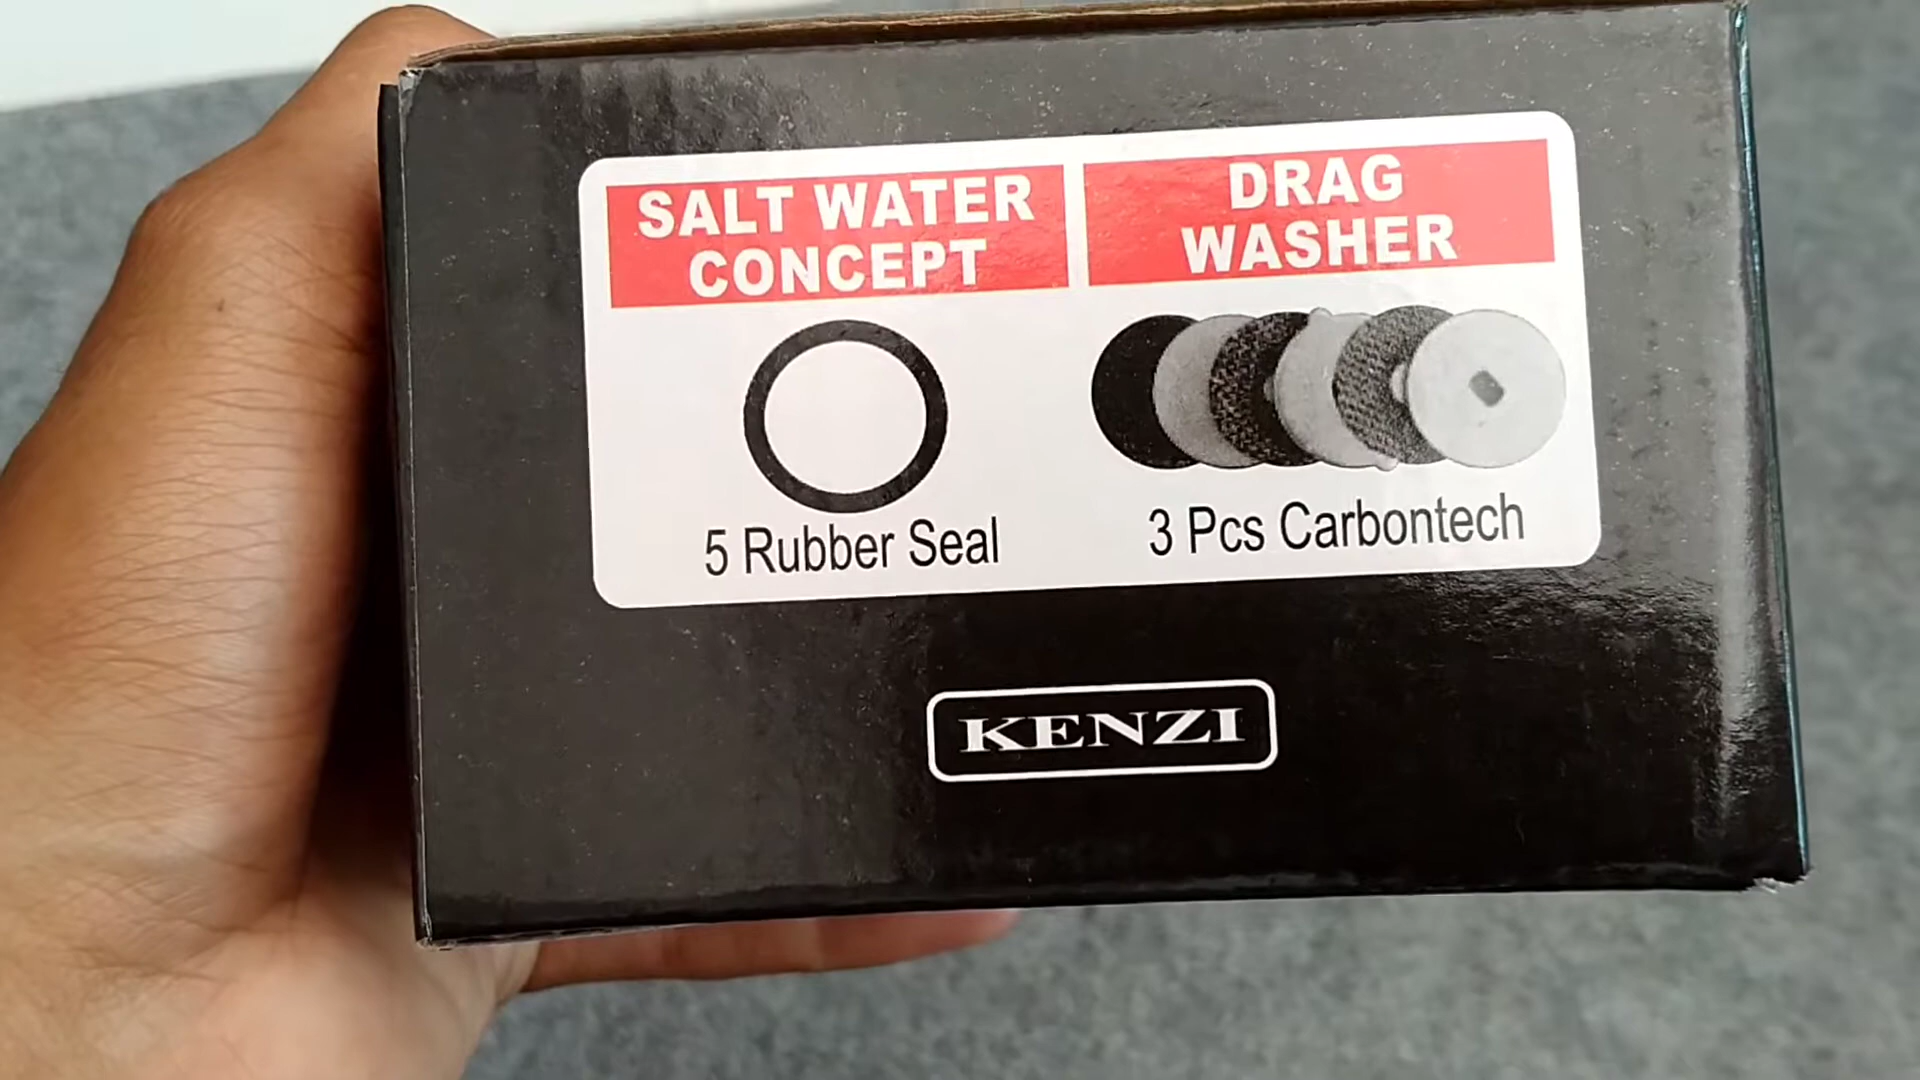 SALT WATER
CONCEPT
5 Rubber Seal
DRAG
WASHER
3 Pcs Carbontech
KENZI